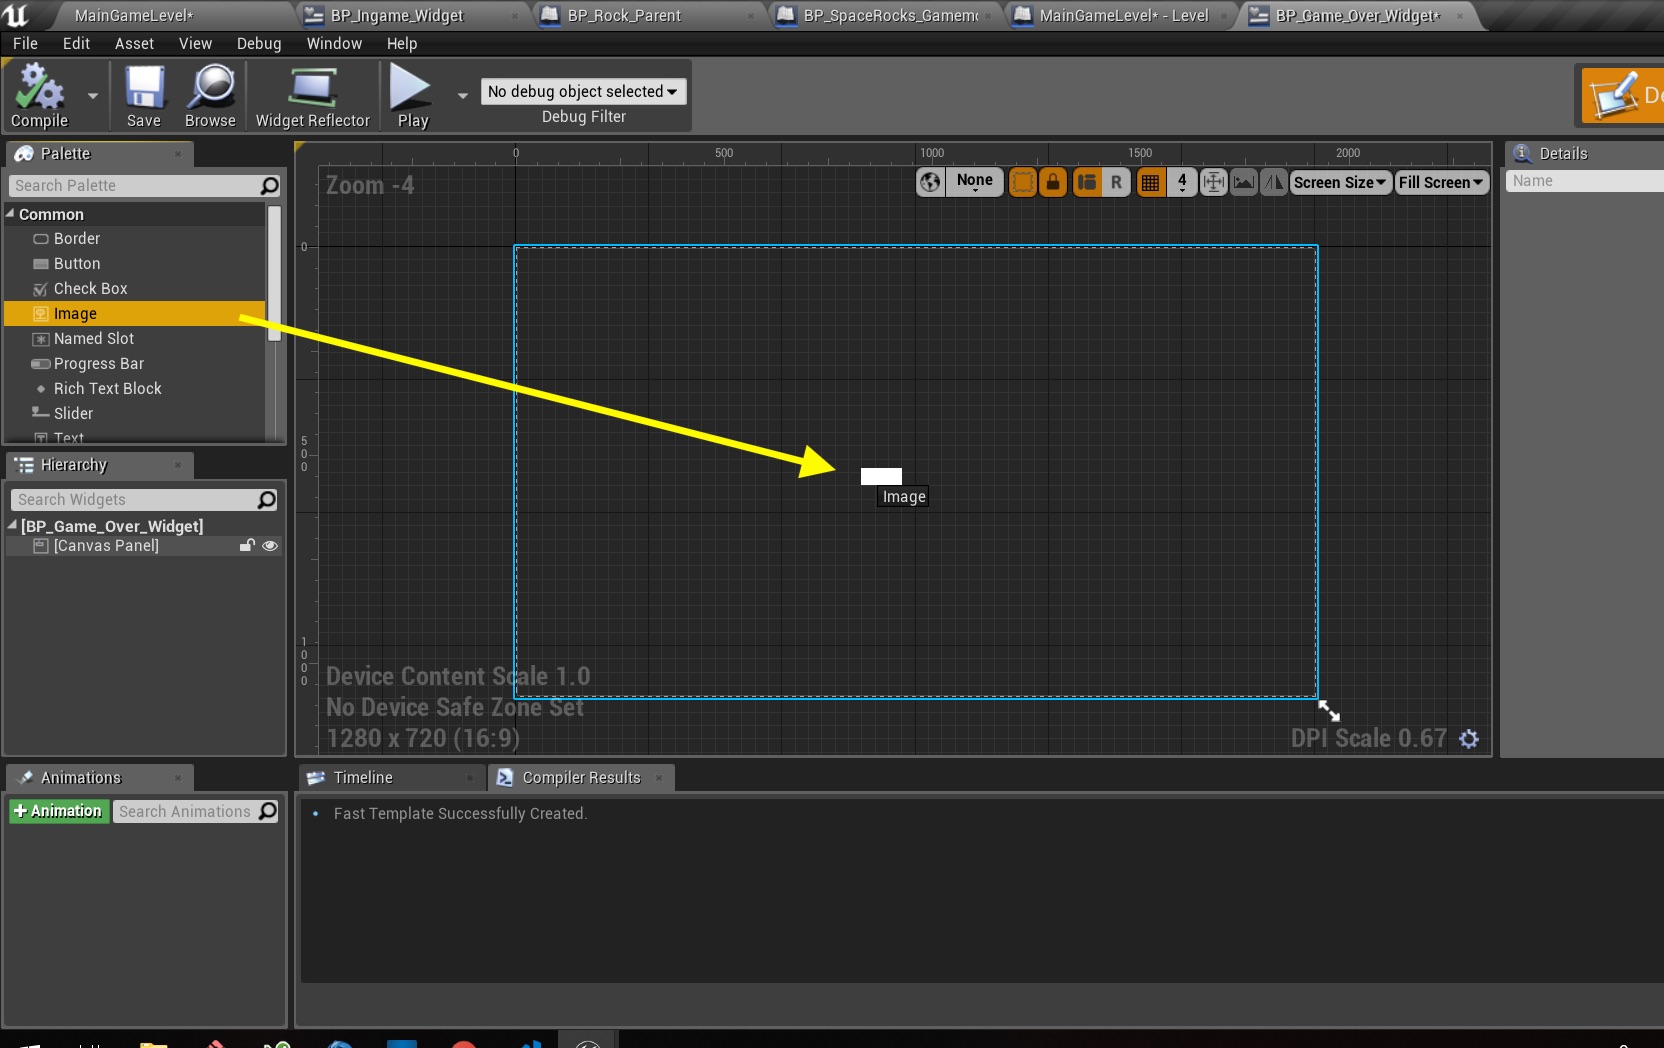 MainGameLevel*
BP_Ingame_Widget
BP_Rock_Parent
BP_SpaceRocks_Gamem
MainGameLevel* - Level
BP_Game_Over_Widget*
File Edit Asset View Debug Window Help
Compile
Save
Browse
Widget Reflector
Play
No debug object selected
Debug Filter
De
Palette
Search Palette
Common
Border
Button
Check Box
Image
Named Slot
Progress Bar
Rich Text Block
Slider
Text
Hierarchy
Search Widgets
[BP_Game_Over_Widget]
[Canvas Panel]
Animations
+ Animation
Search Animations
0 500 1000 1500 2000
Zoom -4
None
R
4
Screen Size
Fill Screen
0
500
1000
Image
Device Content Scale 1.0
No Device Safe Zone Set
1280 x 720 (16:9)
DPI Scale 0.67
Details
Name
Timeline
Compiler Results
Fast Template Successfully Created.